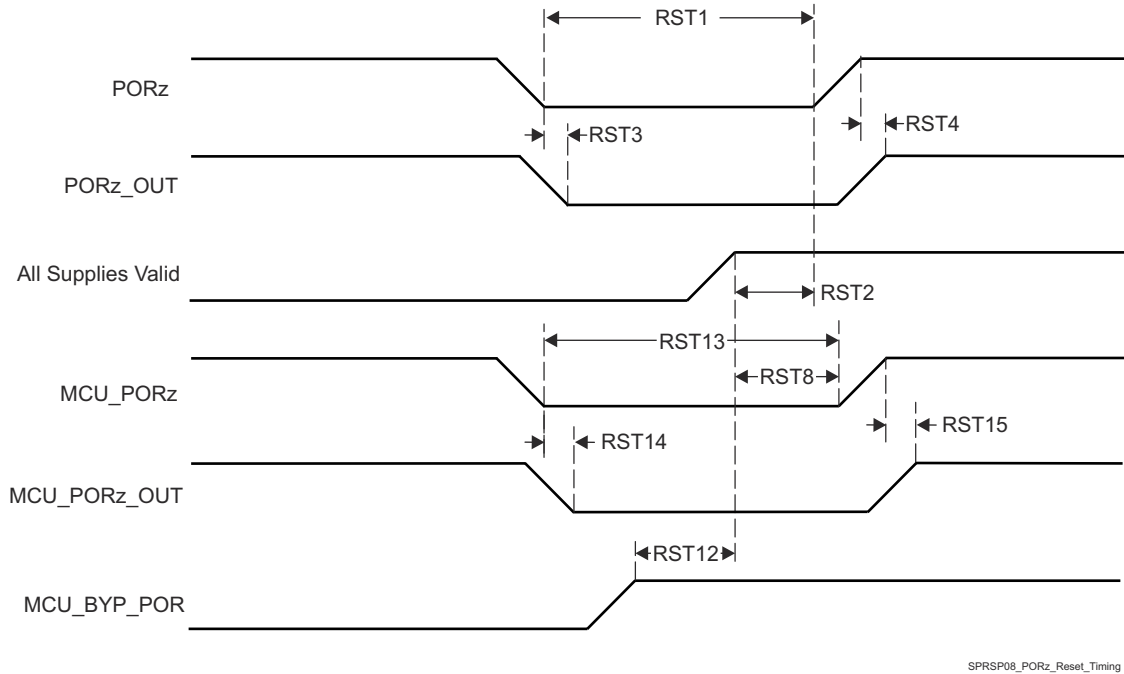 RST1
PORz
RST3
RST4
PORz_OUT
All Supplies Valid
RST2
RST13
RST8
MCU_PORz
RST14
RST15
MCU_PORz_OUT
RST12
MCU_BYP_POR
SPRSP08_PORz_Reset_Timing